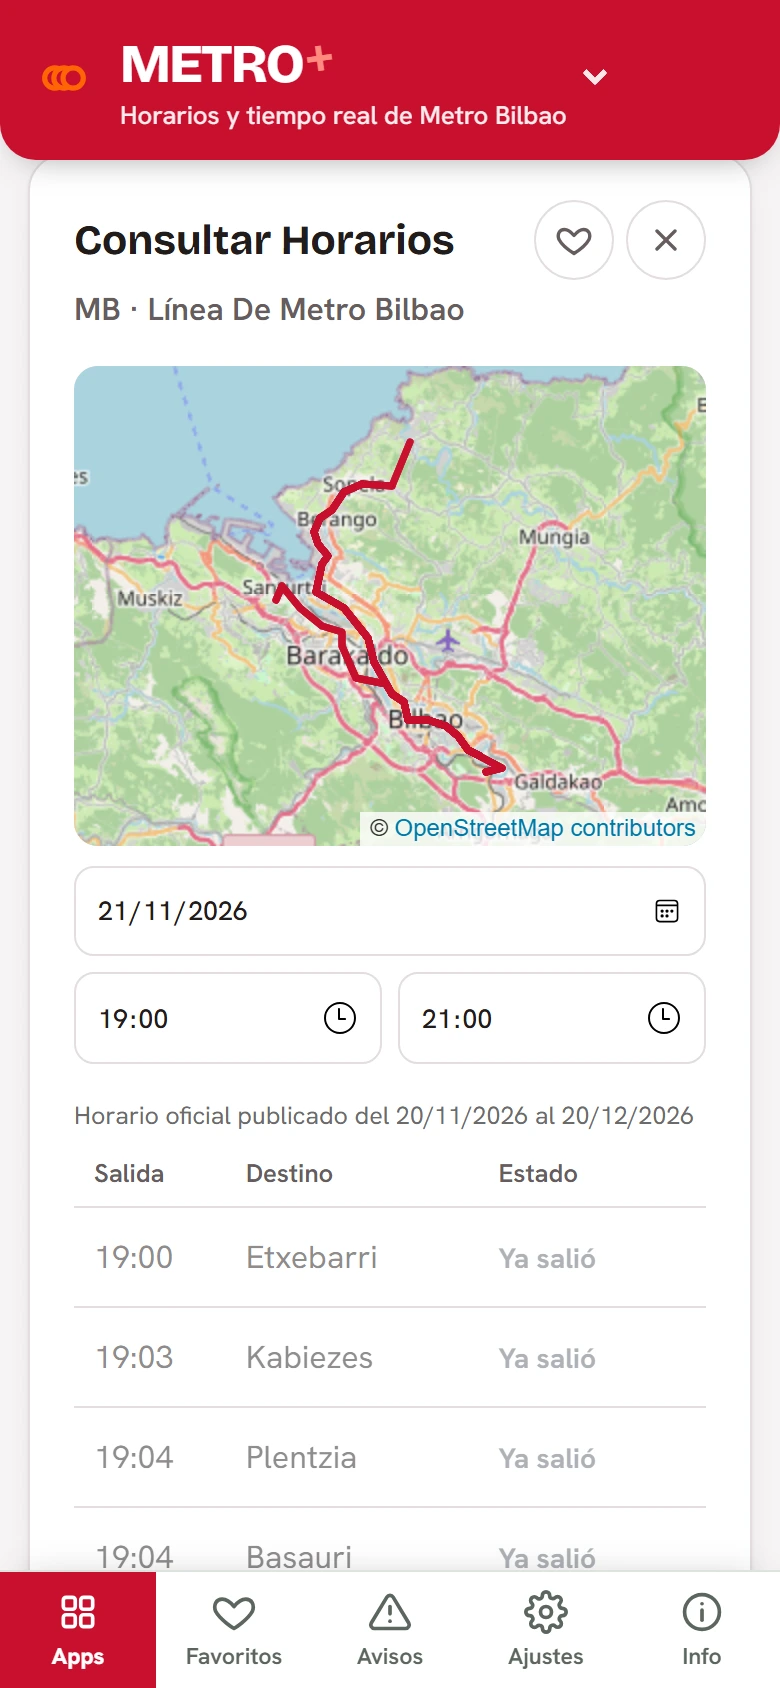 METRO+
Horarios y tiempo real de Metro Bilbao
Consultar Horarios
MB · Línea De Metro Bilbao
Sopela
Berango
Mungia
Santurtzi
Muskiz
Barakaldo
Bilbao
Galdakao
© OpenStreetMap contributors
21/11/2026
19:00 21:00
Horario oficial publicado del 20/11/2026 al 20/12/2026
Salida Destino Estado
19:00 Etxebarri Ya salió
19:03 Kabiezes Ya salió
19:04 Plentzia Ya salió
19:04 Basauri Ya salió
Apps Favoritos Avisos Ajustes Info